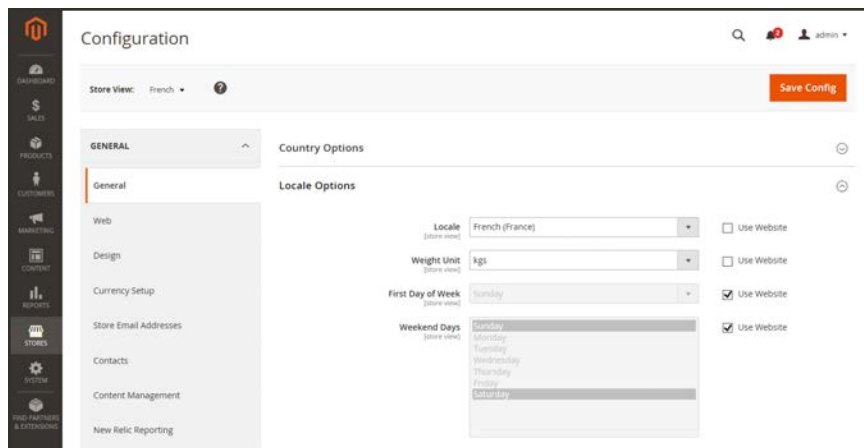 Configuration
2
admin
DASHBOARD
SALES
PRODUCTS
CUSTOMERS
MARKETING
CONTENT
REPORTS
STORES
SYSTEM
FIND PARTNERS
& EXTENSIONS
Store View: French
?
Save Config
GENERAL
General
Web
Design
Currency Setup
Store Email Addresses
Contacts
Content Management
New Relic Reporting
Country Options
Locale Options
Locale French (France) Use Website
[store view]
Weight Unit kgs Use Website
[store view]
First Day of Week Sunday Use Website
[store view]
Weekend Days Sunday Use Website
[store view]
Monday
Tuesday
Wednesday
Thursday
Friday
Saturday